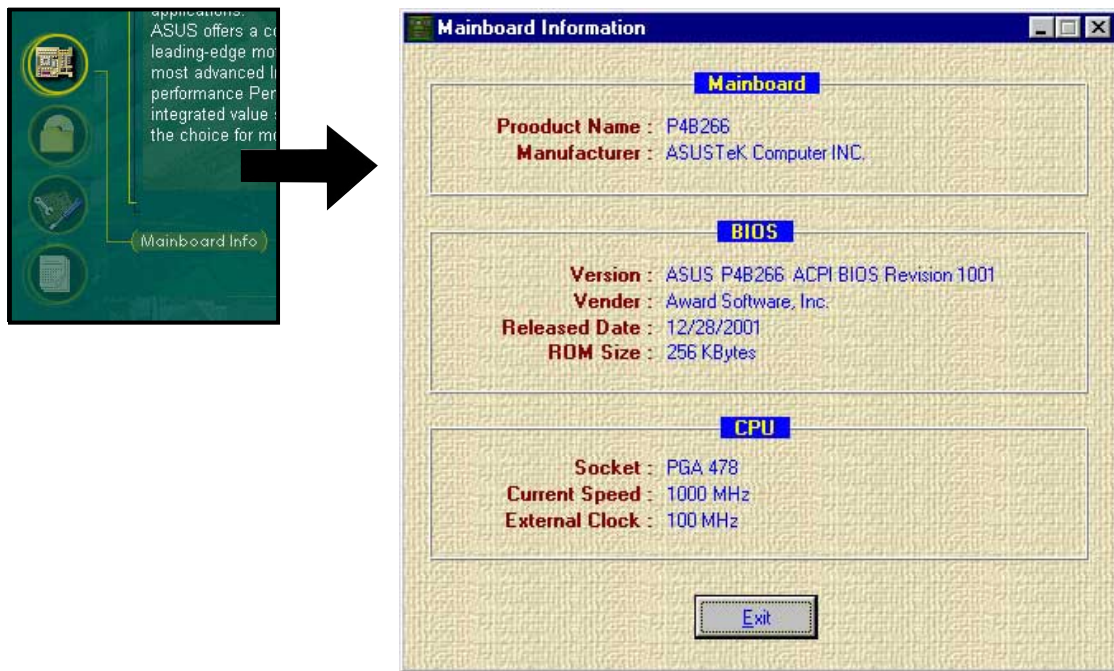 applications.
ASUS offers a c
leading-edge mo
most advanced I
performance Pen
integrated value
the choice for mo
Mainboard Info
Mainboard Information
Mainboard
Prooduct Name : P4B266
Manufacturer : ASUSTeK Computer INC.
BIOS
Version : ASUS P4B266 ACPI BIOS Revision 1001
Vender : Award Software, Inc.
Released Date : 12/28/2001
ROM Size : 256 KBytes
CPU
Socket : PGA 478
Current Speed : 1000 MHz
External Clock : 100 MHz
Exit